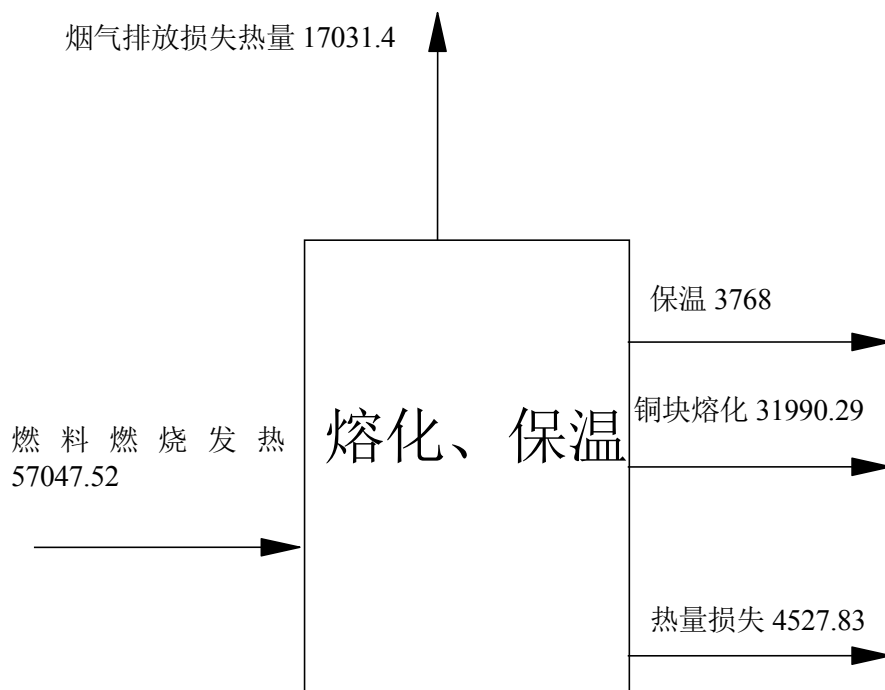 烟气排放损失热量 17031.4
保温 3768
铜块熔化 31990.29
燃料燃烧发热
57047.52
熔化、保温
热量损失 4527.83